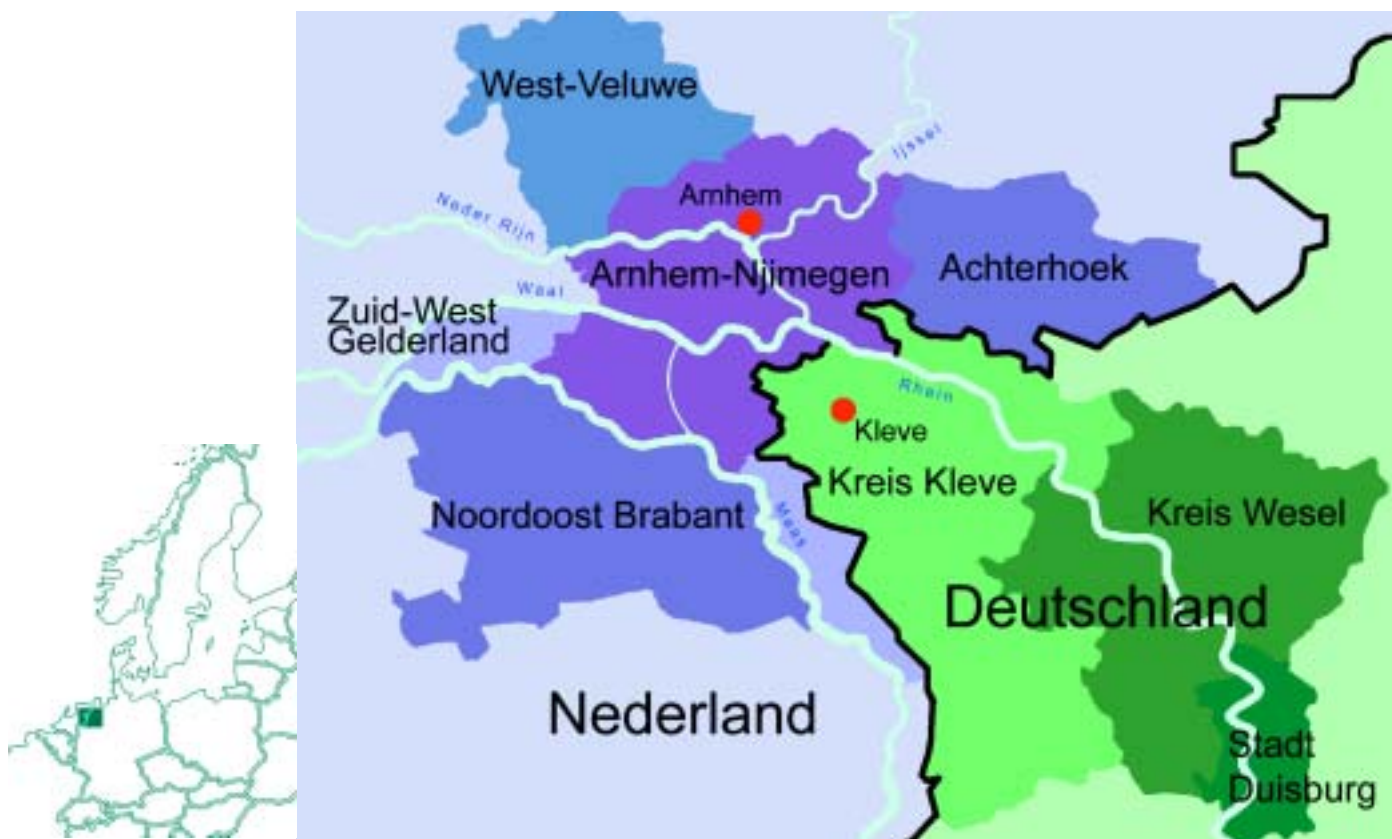 West-Veluwe
Ijssel
Arnhem
Neder Rijn
Arnhem-Njimegen
Achterhoek
Waal
Zuid-West
Gelderland
Rhein
Kleve
Kreis Kleve
Noordoost Brabant
Maas
Kreis Wesel
Deutschland
Nederland
Stadt
Duisburg